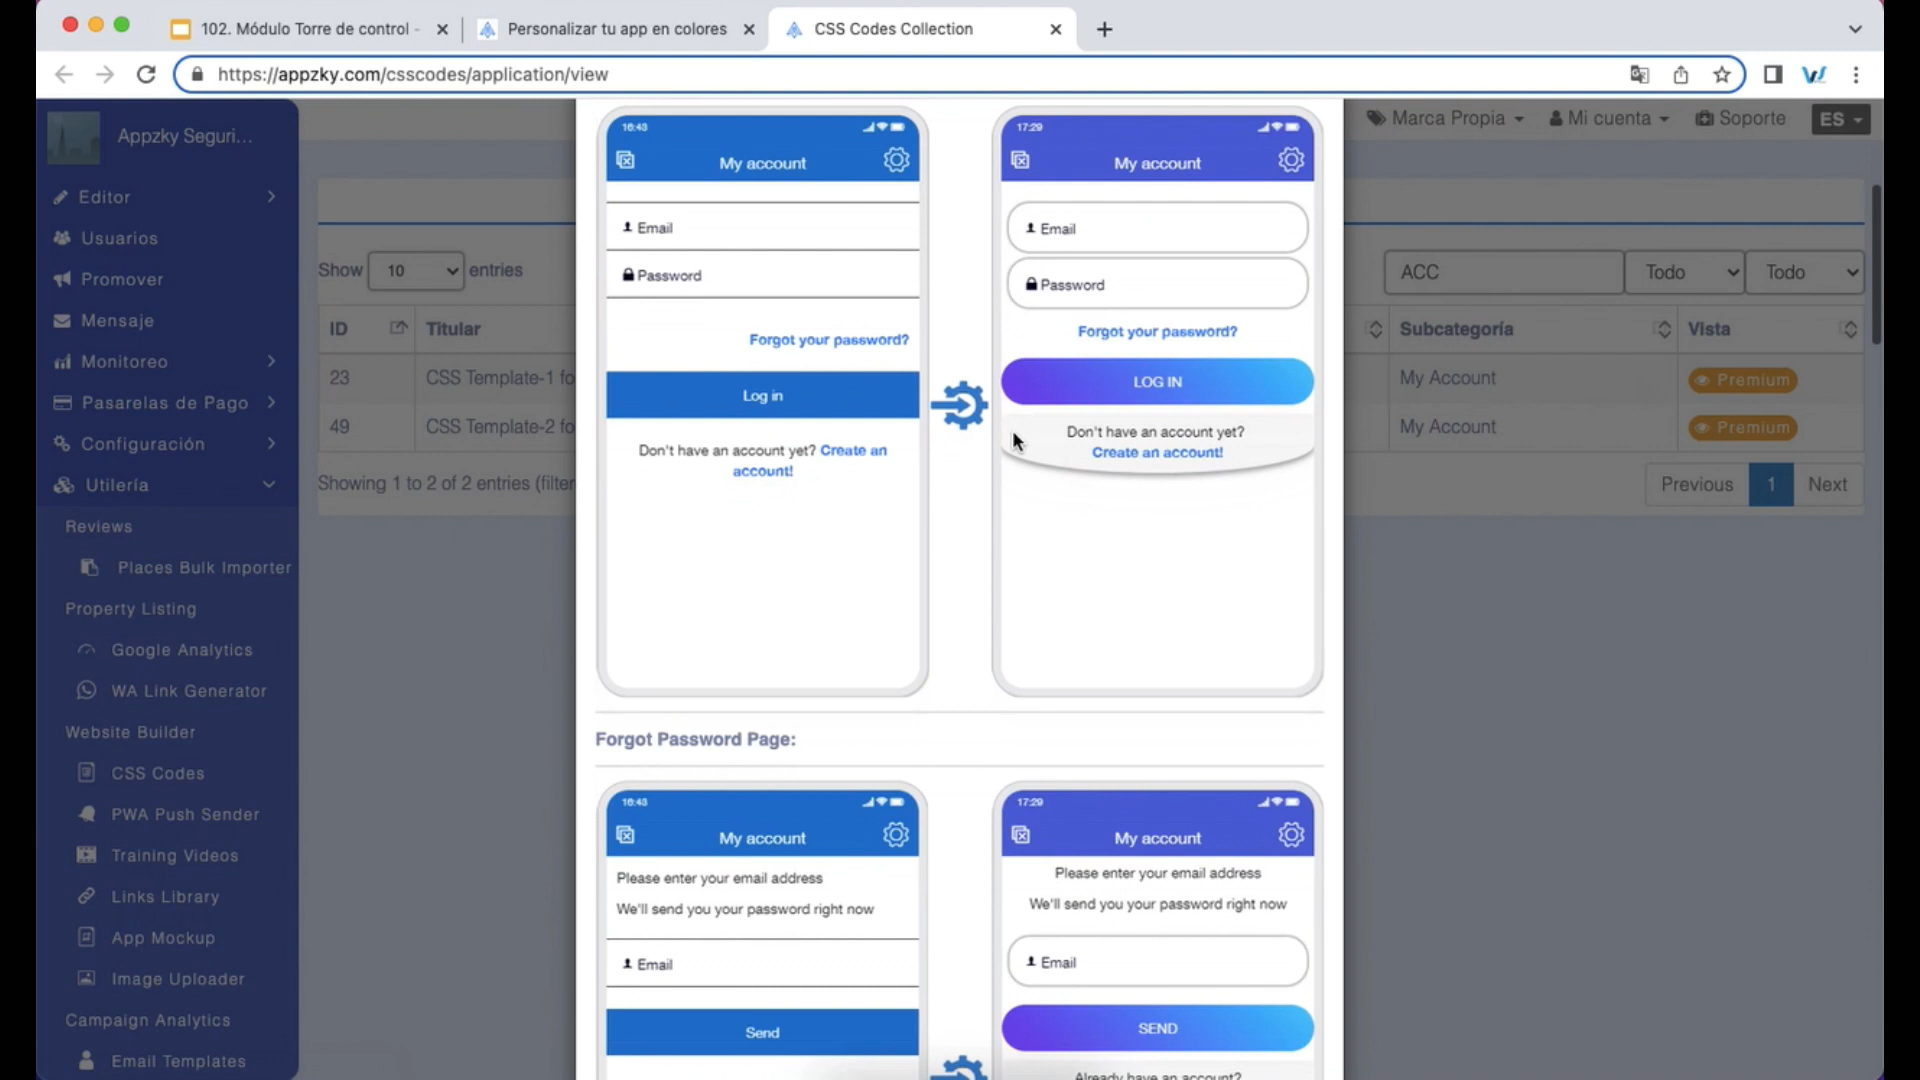 102. Módulo Torre de control -
Personalizar tu app en colores
CSS Codes Collection
https://appzky.com/csscodes/application/view
Appzky Seguri...
Editor
Usuarios
Promover
Mensaje
Monitoreo
Pasarelas de Pago
Configuración
Utilería
Reviews
Places Bulk Importer
Property Listing
Google Analytics
WA Link Generator
Website Builder
CSS Codes
PWA Push Sender
Training Videos
Links Library
App Mockup
Image Uploader
Campaign Analytics
Email Templates
Marca Propia
Mi cuenta
Soporte
ES
Show 10 entries
ACC
Todo
Todo
ID
Titular
Subcategoría
Vista
23
CSS Template-1 fo
My Account
Premium
49
CSS Template-2 fo
My Account
Premium
Showing 1 to 2 of 2 entries (filter
Previous
1
Next
16:43
My account
Email
Password
Forgot your password?
Log in
Don't have an account yet? Create an
account!
17:29
My account
Email
Password
Forgot your password?
LOG IN
Don't have an account yet?
Create an account!
Forgot Password Page:
16:43
My account
Please enter your email address
We'll send you your password right now
Email
Send
17:29
My account
Please enter your email address
We'll send you your password right now
Email
SEND
Already have an account?